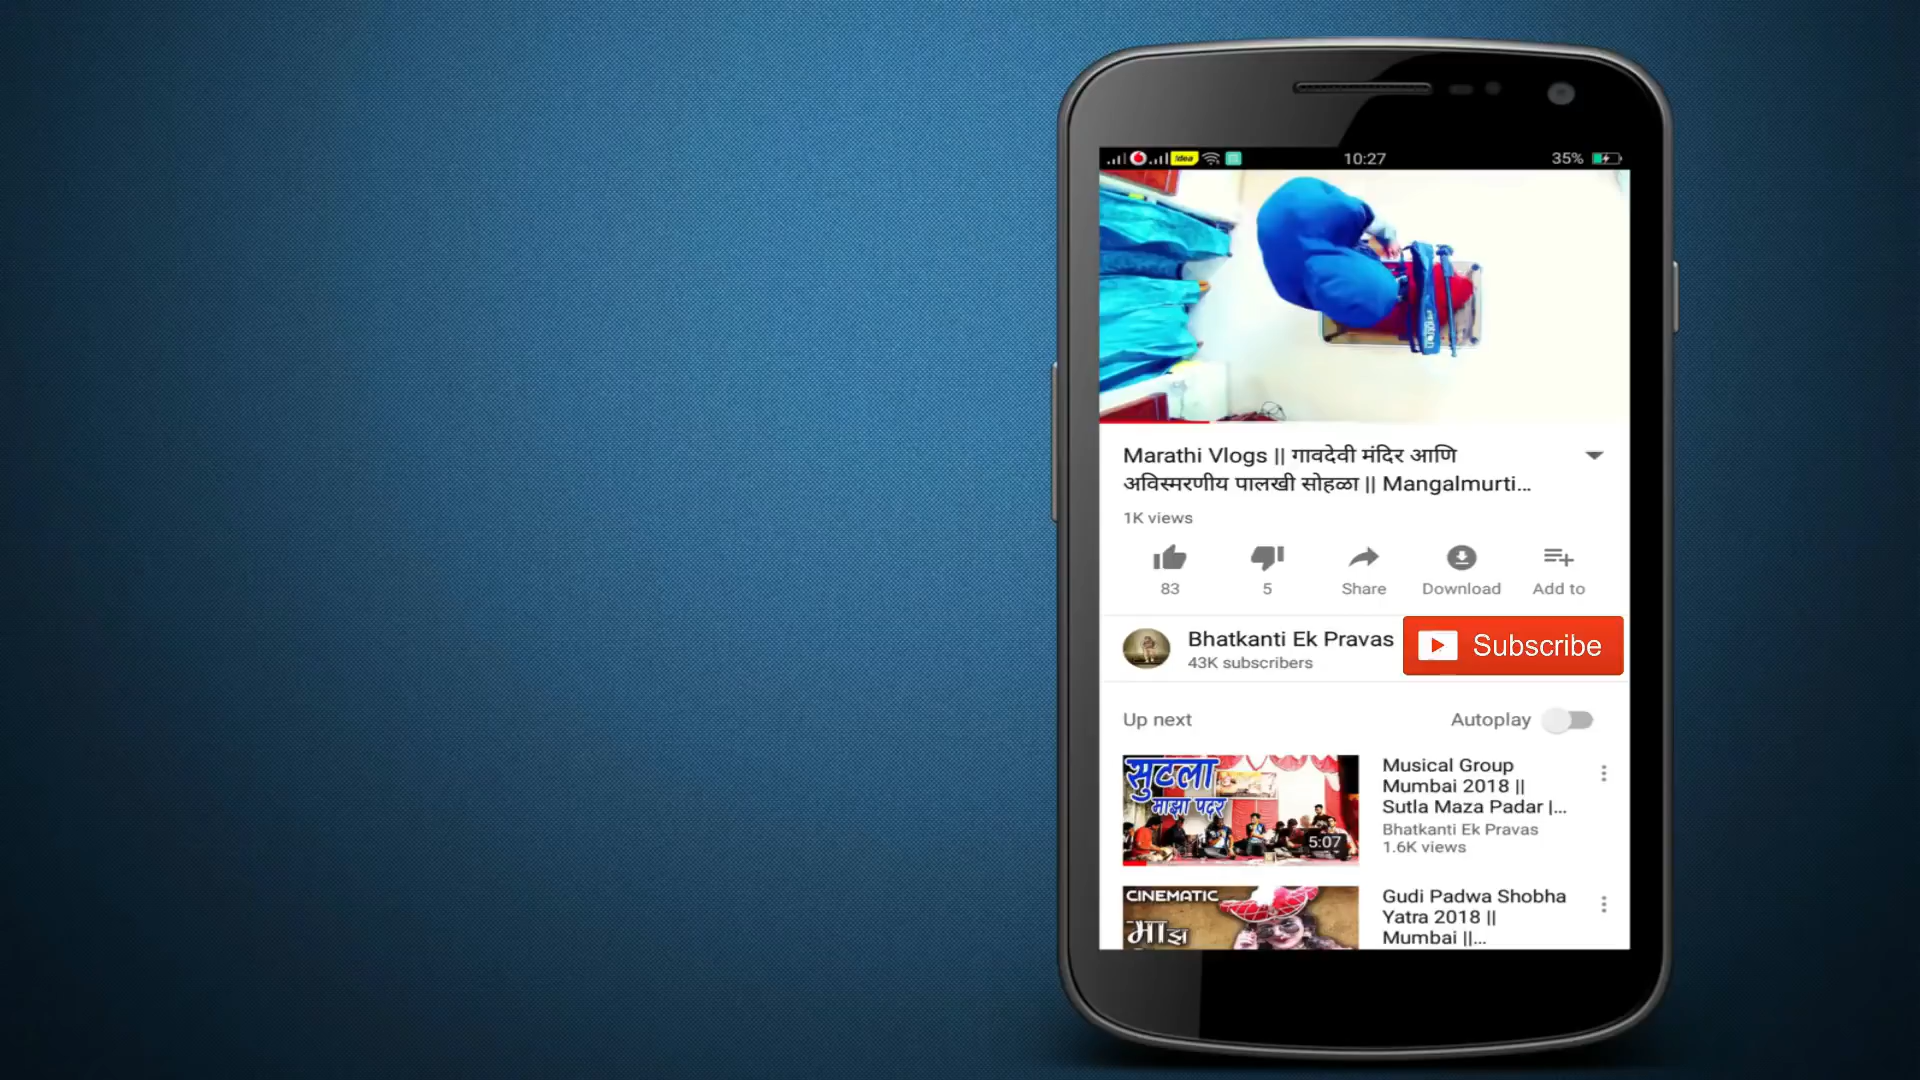 idea
10:27
35%
Marathi Vlogs || गावदेवी मंदिर आणि
अविस्मरणीय पालखी सोहळा || Mangalmurti...
1K views
83
5
Share
Download
Add to
Bhatkanti Ek Pravas
43K subscribers
Subscribe
Up next
Autoplay
सुटला
माझा पदर
5:07
Musical Group
Mumbai 2018 ||
Sutla Maza Padar |...
Bhatkanti Ek Pravas
1.6K views
CINEMATIC
माझ
Gudi Padwa Shobha
Yatra 2018 ||
Mumbai ||...